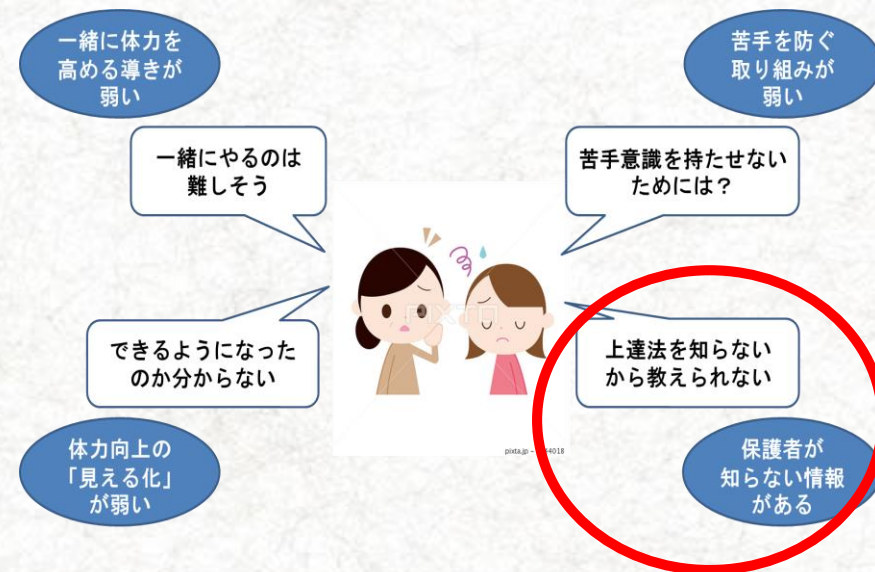 一緒に体力を
高める導きが
弱い
苦手を防ぐ
取り組みが
弱い
一緒にやるのは
難しそう
苦手意識を持たせない
ためには？
できるようになった
のか分からない
上達法を知らない
から教えられない
体力向上の
「見える化」
が弱い
保護者が
知らない情報
がある
PIXTA